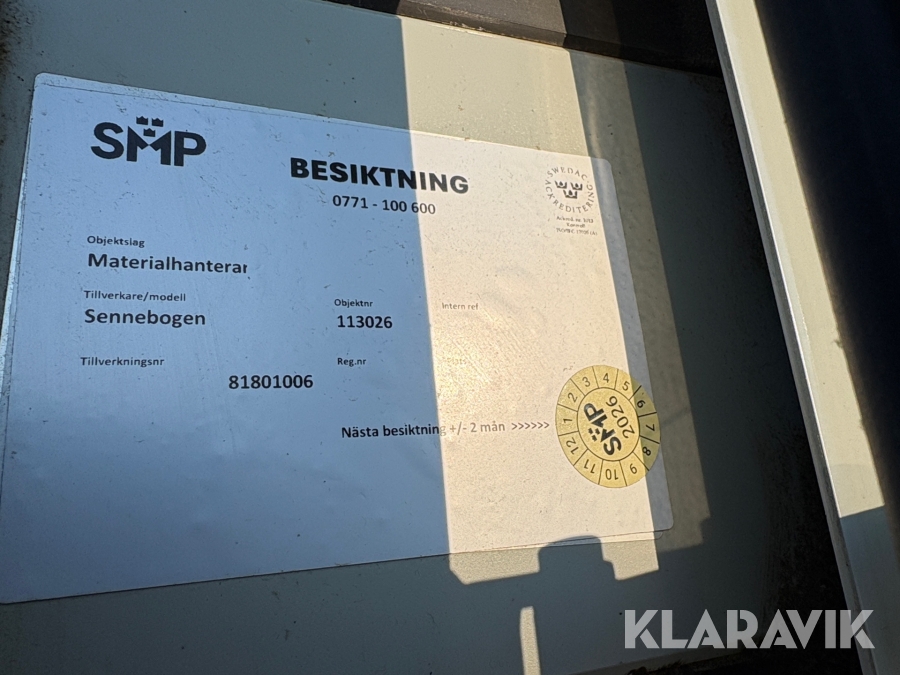 SMP
BESIKTNING
0771 - 100 600
SWEDAC
ACKREDITERING
Objektslag
Materialhanterar
Tillverkare/modell
Sennebogen
Objektnr
113026
Intern ref
Tillverkningsnr
81801006
Reg.nr
Nästa besiktning +/- 2 mån >>>>>>
1 2 3 4 5 6 7 8 9 10 11 12
SMP
2026
KLARAVIK